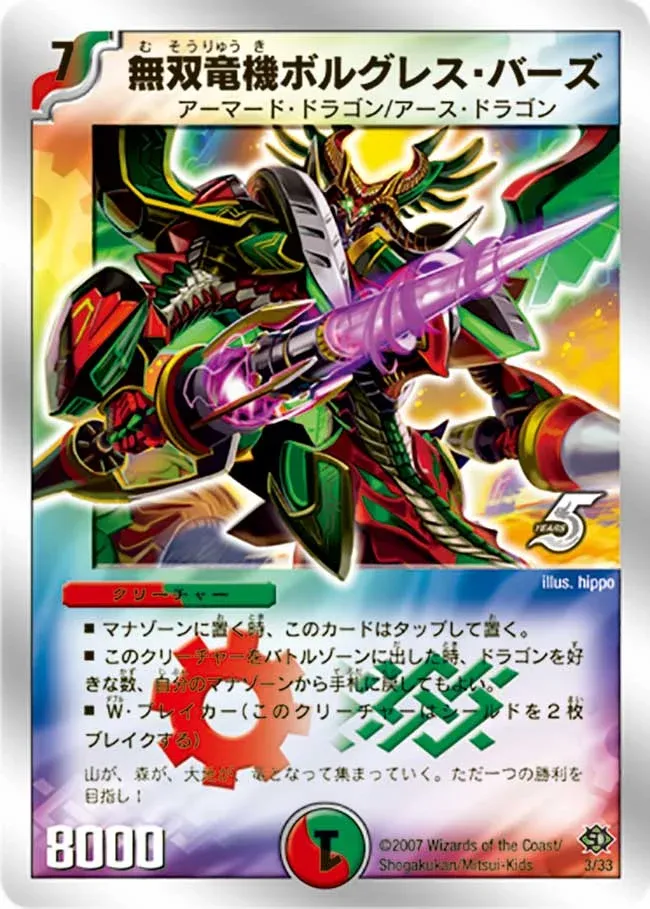 7
むそうりゅうき
無双竜機ボルグレス・バーズ
アーマード・ドラゴン/アース・ドラゴン
5 YEARS
illus. hippo
クリーチャー
■ マナゾーンに置く時、このカードはタップして置く。
■ このクリーチャーをバトルゾーンに出した時、ドラゴンを好
きな数、自分のマナゾーンから手札に戻してもよい。
■ W・ブレイカー(このクリーチャーはシールドを2枚
ブレイクする)
山が、森が、大地が、竜となって集まっていく。ただ一つの勝利を
目指し!
8000
1
©2007 Wizards of the Coast/
Shogakukan/Mitsui-Kids
3/33